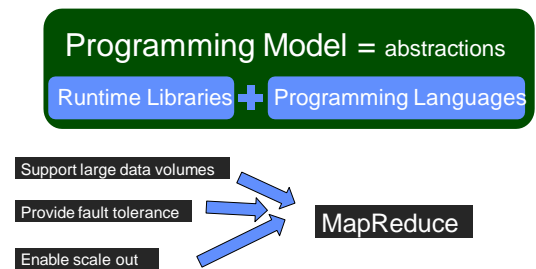 Programming Model = abstractions
Runtime Libraries + Programming Languages
Support large data volumes
Provide fault tolerance
MapReduce
Enable scale out